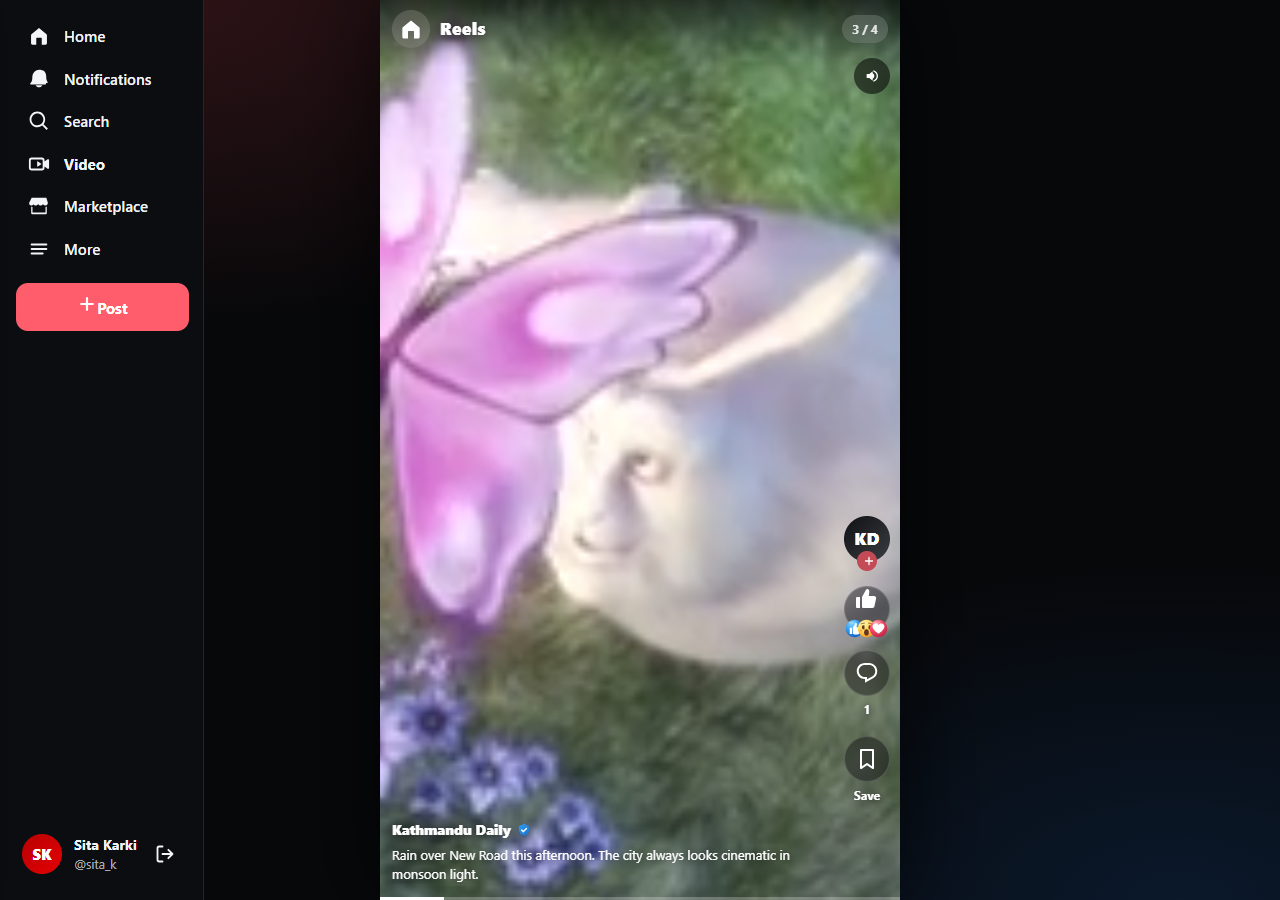 Home
Notifications
Search
Video
Marketplace
More
Post
SK
Sita Karki
@sita_k
Reels
3 / 4
KD
1
Save
Kathmandu Daily
Rain over New Road this afternoon. The city always looks cinematic in
monsoon light.